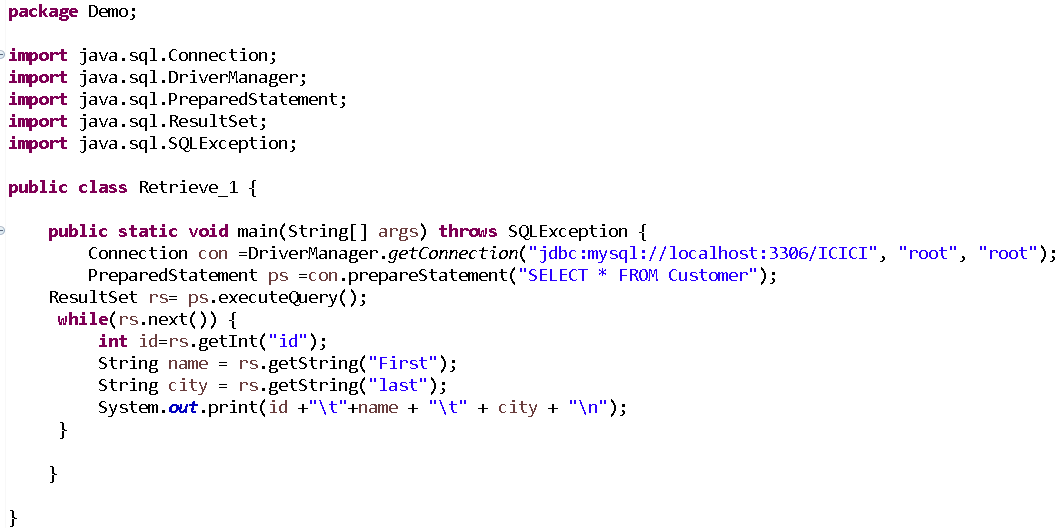 package Demo;
import java.sql.Connection;
import java.sql.DriverManager;
import java.sql.PreparedStatement;
import java.sql.ResultSet;
import java.sql.SQLException;
public class Retrieve_1 {
public static void main(String[] args) throws SQLException {
Connection con =DriverManager.getConnection("jdbc:mysql://localhost:3306/ICICI", "root", "root");
PreparedStatement ps =con.prepareStatement("SELECT * FROM Customer");
ResultSet rs= ps.executeQuery();
while(rs.next()) {
int id=rs.getInt("id");
String name = rs.getString("First");
String city = rs.getString("last");
System.out.print(id +"\t"+name + "\t" + city + "\n");
}
}
}